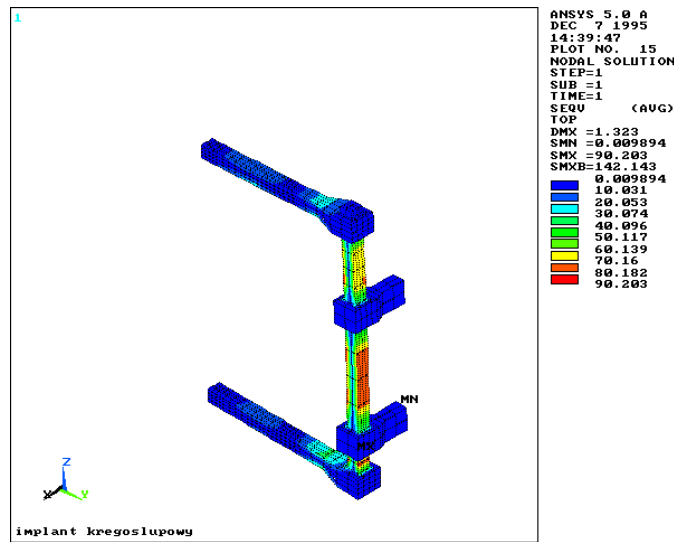 1
ANSYS 5.0 A
DEC 7 1995
14:39:47
PLOT NO. 15
NODAL SOLUTION
STEP=1
SUB =1
TIME=1
SEQV (AVG)
TOP
DMX =1.323
SMN =0.009894
SMX =90.203
SMXB=142.143
0.009894
10.031
20.053
30.074
40.096
50.117
60.139
70.16
80.182
90.203
MN
MX
Z
X
Y
implant kregoslupowy